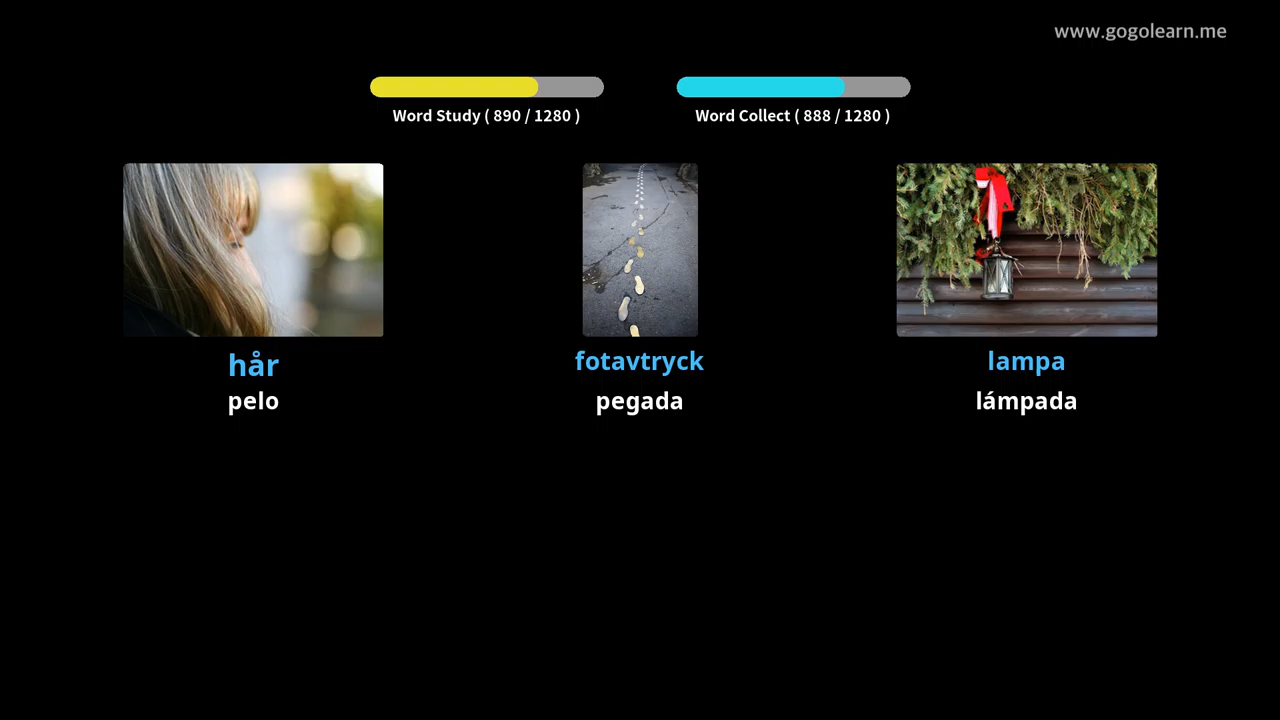 www.gogolearn.me
Word Study ( 890 / 1280 )
Word Collect ( 888 / 1280 )
hår
fotavtryck
lampa
pelo
pegada
lámpada